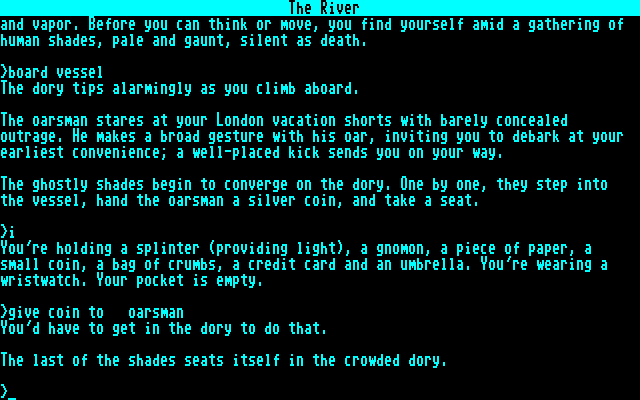 The River
and vapor. Before you can think or move, you find yourself amid a gathering of
human shades, pale and gaunt, silent as death.
>board vessel
The dory tips alarmingly as you climb aboard.
The oarsman stares at your London vacation shorts with barely concealed
outrage. He makes a broad gesture with his oar, inviting you to debark at your
earliest convenience; a well-placed kick sends you on your way.
The ghostly shades begin to converge on the dory. One by one, they step into
the vessel, hand the oarsman a silver coin, and take a seat.
>i
You're holding a splinter (providing light), a gnomon, a piece of paper, a
small coin, a bag of crumbs, a credit card and an umbrella. You're wearing a
wristwatch. Your pocket is empty.
>give coin to   oarsman
You'd have to get in the dory to do that.
The last of the shades seats itself in the crowded dory.
>_